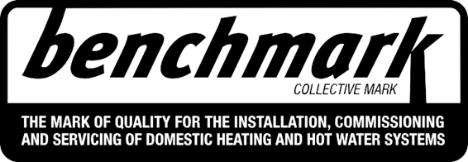 benchmark
COLLECTIVE MARK
THE MARK OF QUALITY FOR THE INSTALLATION, COMMISSIONING
AND SERVICING OF DOMESTIC HEATING AND HOT WATER SYSTEMS